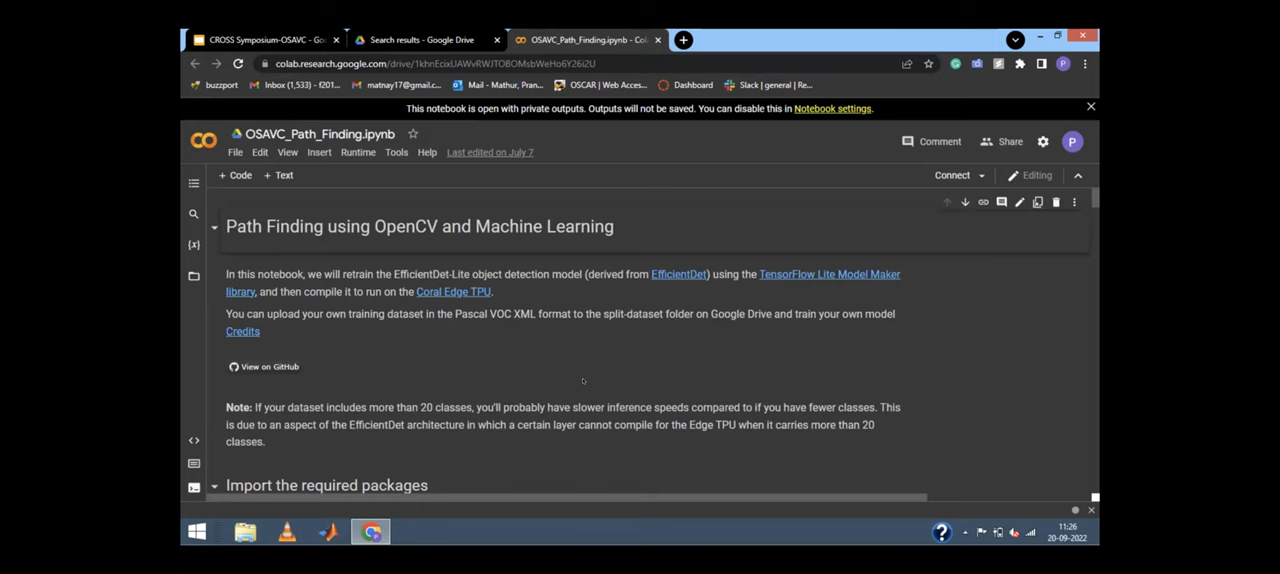 CROSS Symposium-OSAVC - Go
Search results - Google Drive
OSAVC_Path_Finding.ipynb - Col
colab.research.google.com/drive/1khnEcixUAWvRWJTOBOMsbWeHo6Y26i2U
buzzport
Inbox (1,533) - f201...
matnay17@gmail.c...
Mail - Mathur, Pran...
OSCAR | Web Acces...
Dashboard
Slack | general | Re...
P
This notebook is open with private outputs. Outputs will not be saved. You can disable this in Notebook settings.
OSAVC_Path_Finding.ipynb
Comment
Share
P
File Edit View Insert Runtime Tools Help Last edited on July 7
+ Code + Text
Connect
Editing
Path Finding using OpenCV and Machine Learning
In this notebook, we will retrain the EfficientDet-Lite object detection model (derived from EfficientDet) using the TensorFlow Lite Model Maker
library, and then compile it to run on the Coral Edge TPU.
You can upload your own training dataset in the Pascal VOC XML format to the split-dataset folder on Google Drive and train your own model
Credits
View on GitHub
Note: If your dataset includes more than 20 classes, you'll probably have slower inference speeds compared to if you have fewer classes. This
is due to an aspect of the EfficientDet architecture in which a certain layer cannot compile for the Edge TPU when it carries more than 20
classes.
Import the required packages
11:26
20-09-2022